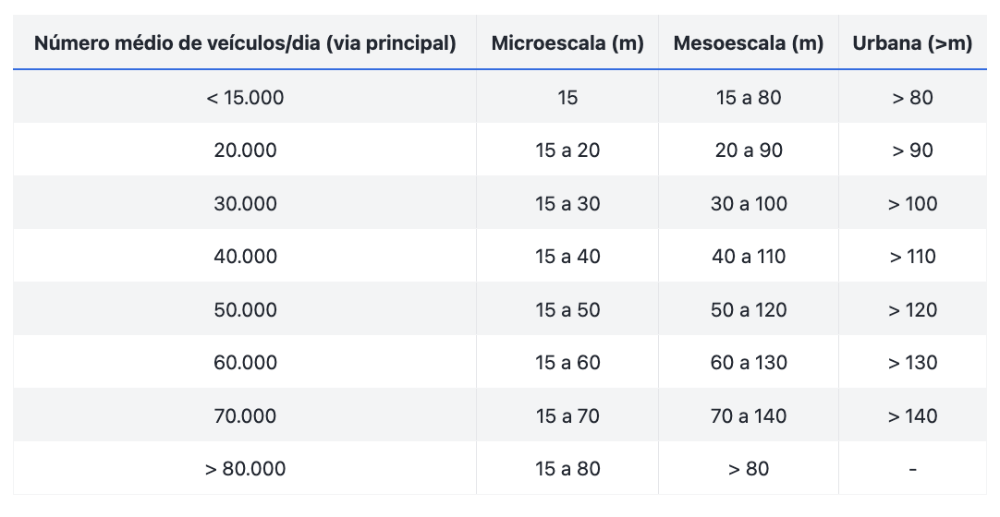 Número médio de veículos/dia (via principal) Microescala (m) Mesoescala (m) Urbana (>m)
< 15.000 15 15 a 80 > 80
20.000 15 a 20 20 a 90 > 90
30.000 15 a 30 30 a 100 > 100
40.000 15 a 40 40 a 110 > 110
50.000 15 a 50 50 a 120 > 120
60.000 15 a 60 60 a 130 > 130
70.000 15 a 70 70 a 140 > 140
> 80.000 15 a 80 > 80 -